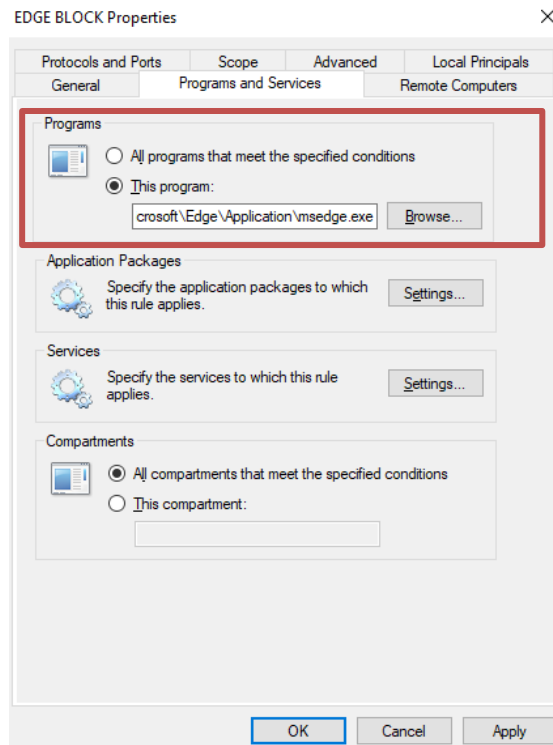 EDGE BLOCK Properties
Protocols and Ports Scope Advanced Local Principals
General Programs and Services Remote Computers
Programs
All programs that meet the specified conditions
This program:
crosoft\Edge\Application\msedge.exe Browse...
Application Packages
Specify the application packages to which
this rule applies.
Settings...
Services
Specify the services to which this rule
applies.
Settings...
Compartments
All compartments that meet the specified conditions
This compartment:
OK Cancel Apply